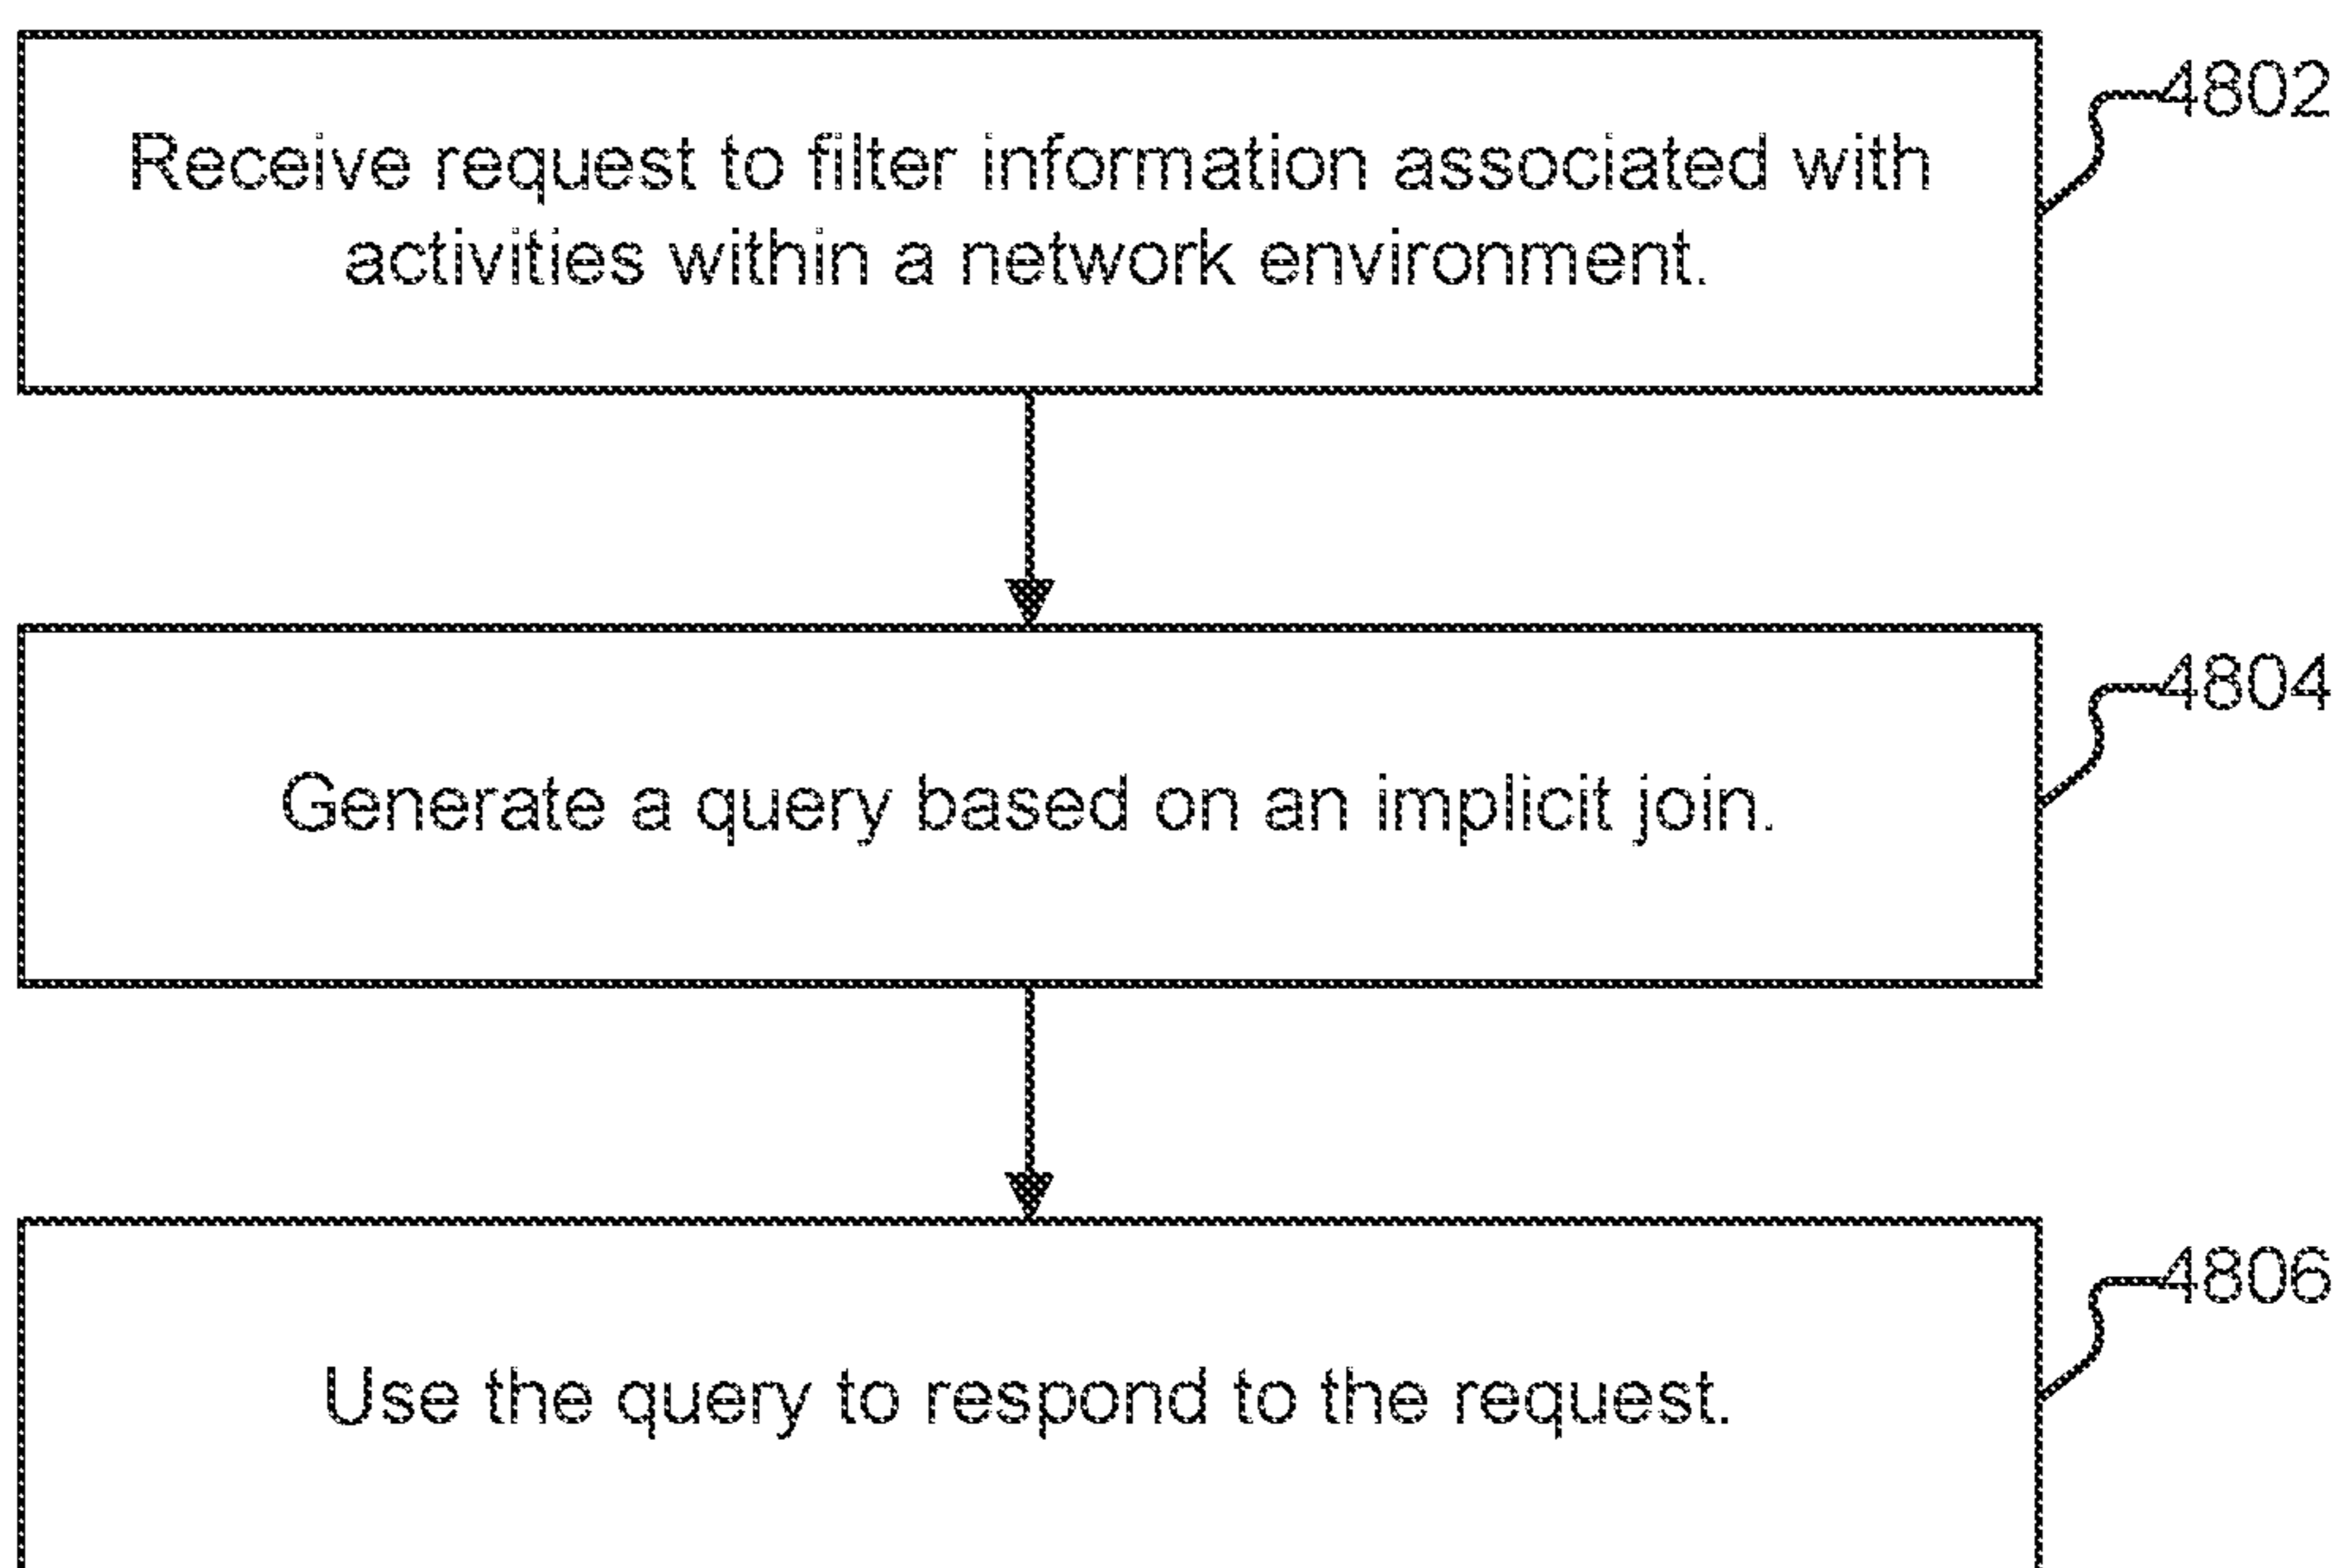 4802
Receive request to filter information associated with
activities within a network environment.
4804
Generate a query based on an implicit join.
4806
Use the query to respond to the request.